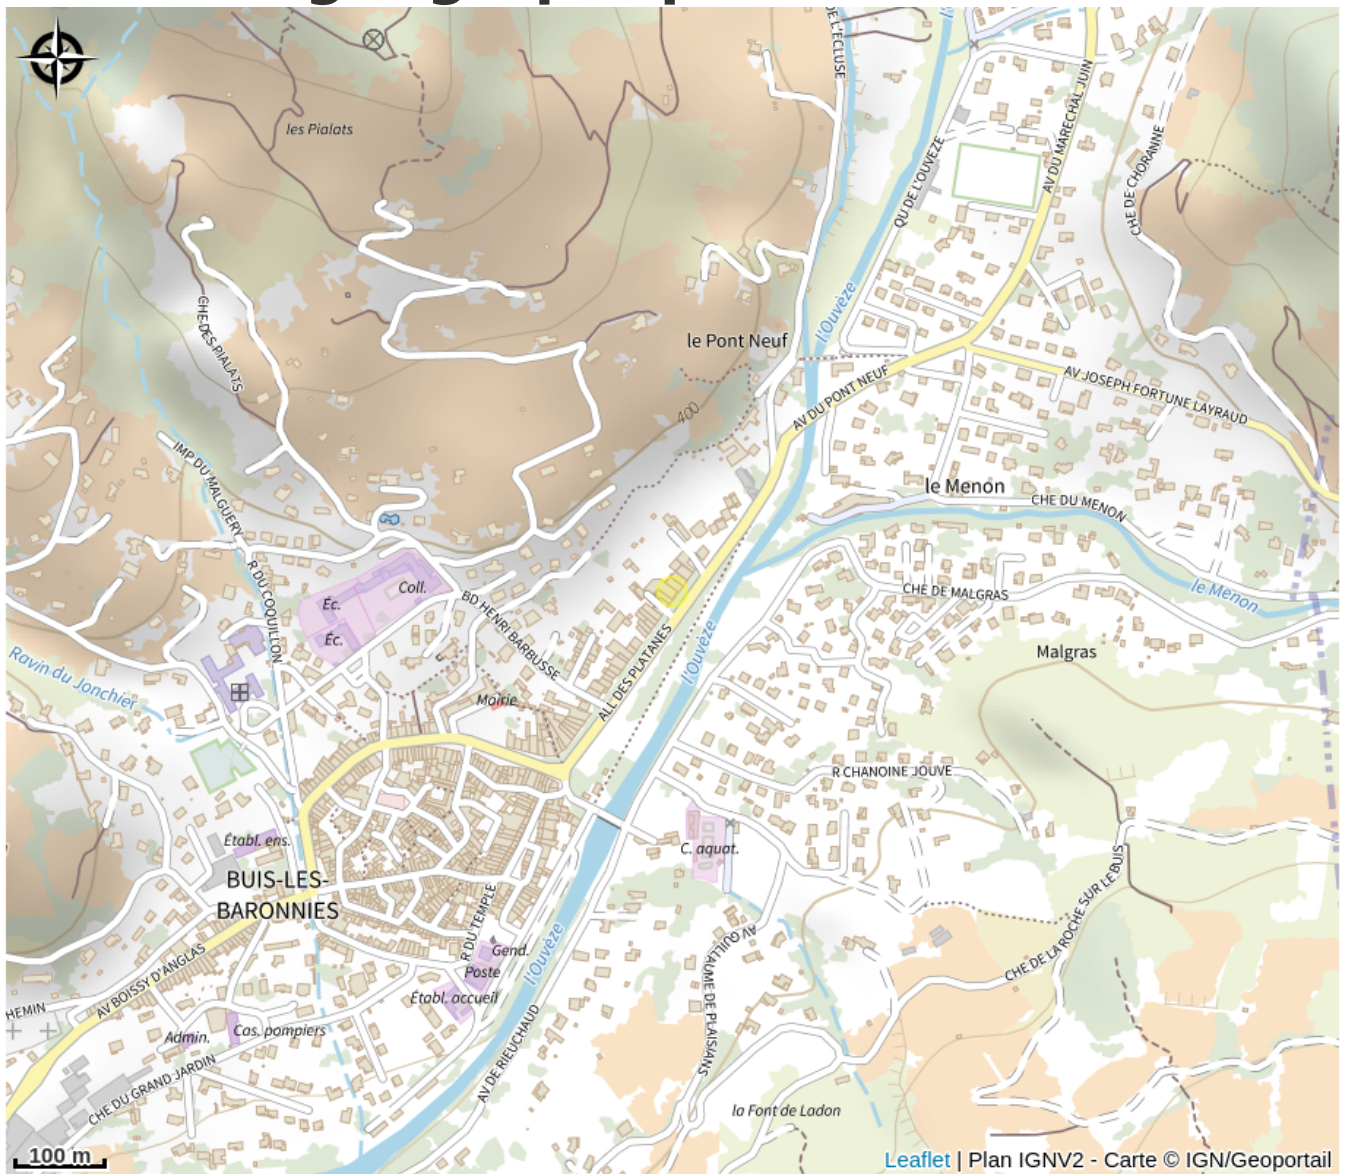 DE L'ÉCLUSE
les Pialats
AV DU MARECHAL JUIN
CHE DE CHORANNE
QU DE L'OUVEZE
CHE DES PIALATS
l'Ouvèze
le Pont Neuf
AV JOSEPH FORTUNE LAYRAUD
AV DU PONT NEUF
400
IMP DU MALGUERY
le Menon
CHE DU MENON
R DU COQUILLON
Coll.
Éc.
Éc.
BD HENRI BARBUSSE
CHE DE MALGRAS
le Menon
Ravin du Jonchier
ALL DES PLATANES
l'Ouvèze
Malgras
Mairie
R CHANOINE JOUVE
Établ. ens.
C. aquat.
BUIS-LES-
BARONNIES
CHE DE LA ROCHE SUR LE BUIS
R DU TEMPLE
AV GUILLAUME DE PLAISIANS
Gend.
Poste
l'Ouvèze
AV BOISSY D'ANGLAS
Établ. accueil
HEMIN
Cas. pompiers
Admin.
AV DE RIEUCHAUD
CHE DU GRAND JARDIN
la Font de Ladon
100 m
Leaflet | Plan IGNV2 - Carte © IGN/Geoportail